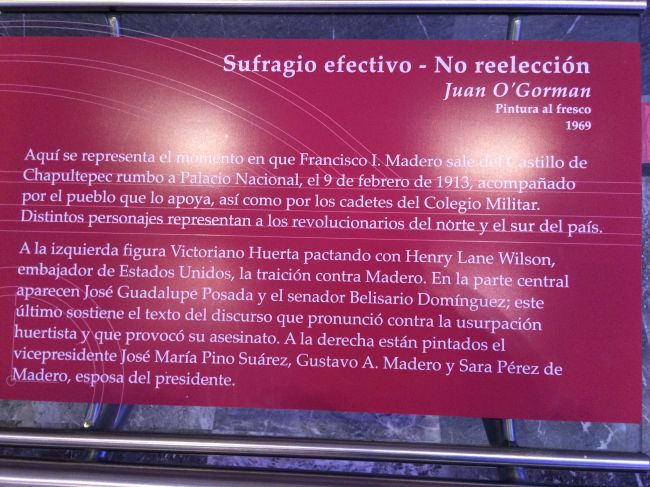 Sufragio efectivo - No reelección
Juan O'Gorman
Pintura al fresco
1969
Aquí se representa el momento en que Francisco I. Madero sale del Castillo de
Chapultepec rumbo a Palacio Nacional, el 9 de febrero de 1913, acompañado
por el pueblo que lo apoya, así como por los cadetes del Colegio Militar.
Distintos personajes representan a los revolucionarios del norte y el sur del país.
A la izquierda figura Victoriano Huerta pactando con Henry Lane Wilson,
embajador de Estados Unidos, la traición contra Madero. En la parte central
aparecen José Guadalupe Posada y el senador Belisario Domínguez; este
último sostiene el texto del discurso que pronunció contra la usurpación
huertista y que provocó su asesinato. A la derecha están pintados el
vicepresidente José María Pino Suárez, Gustavo A. Madero y Sara Pérez de
Madero, esposa del presidente.